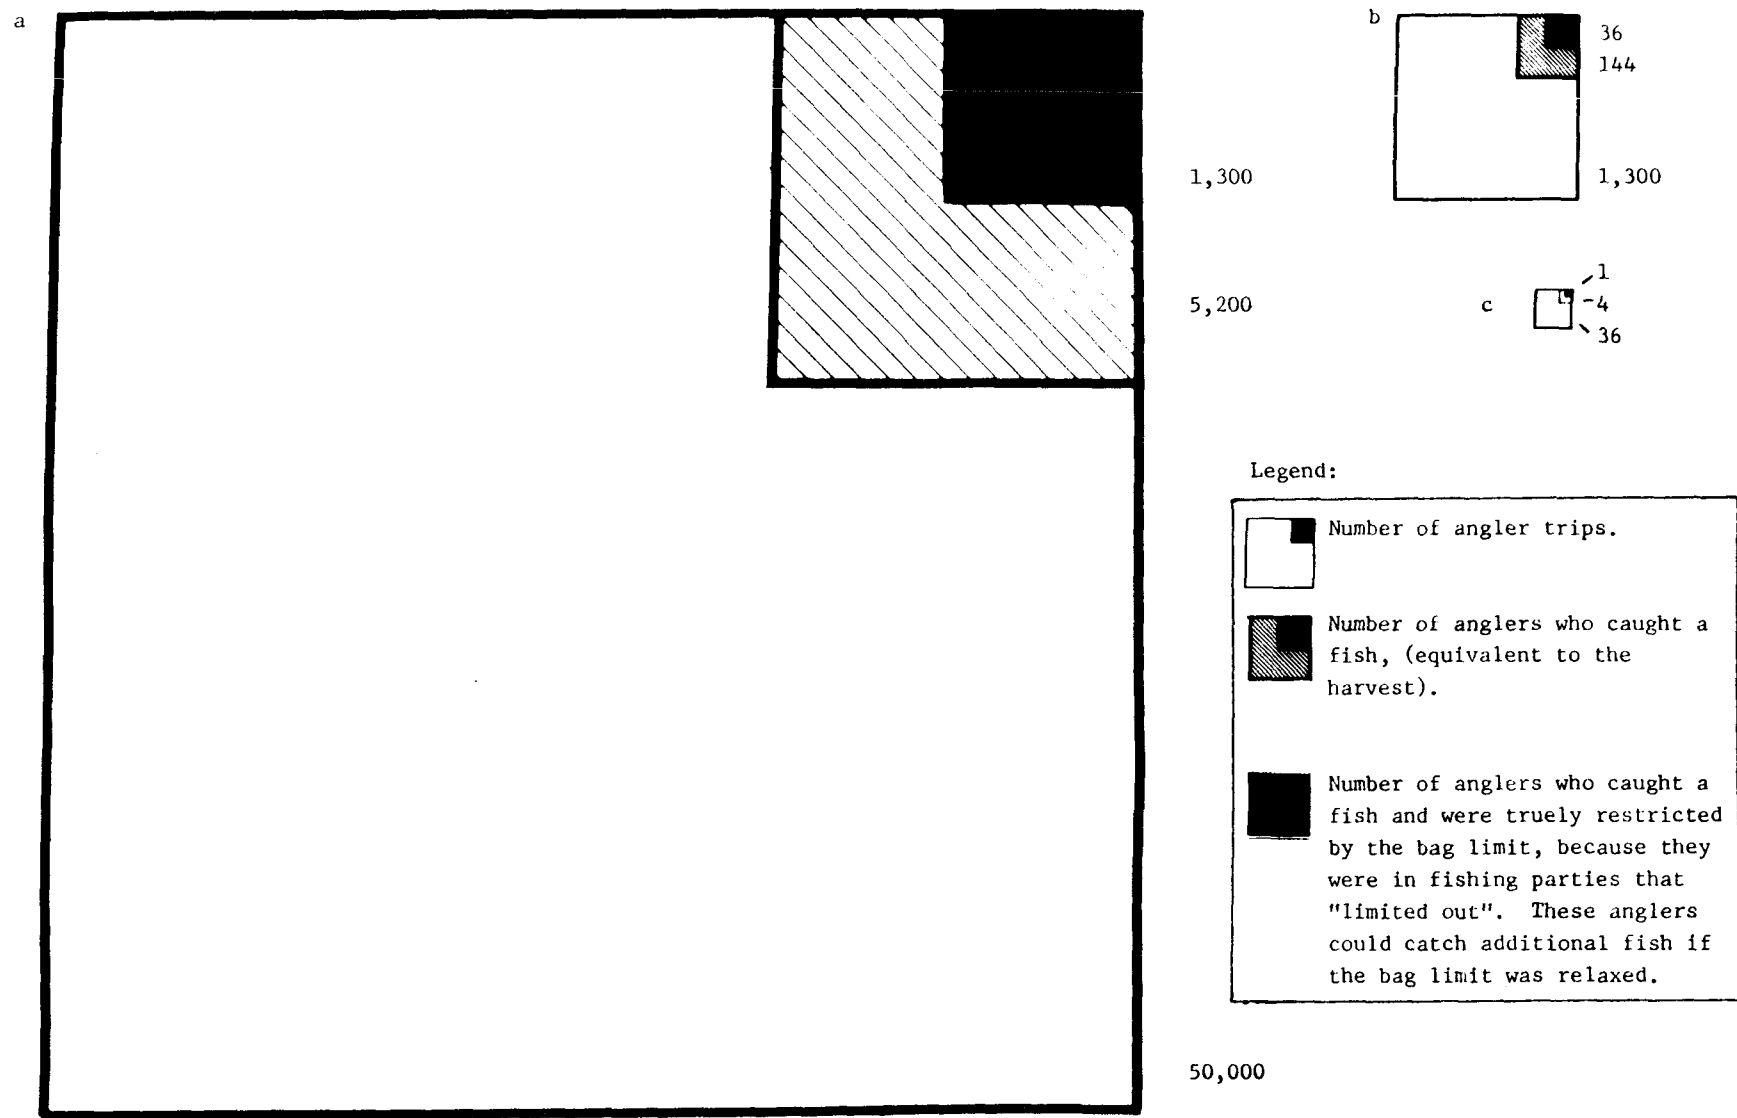 a
1,300
5,200
50,000
b
36
144
1,300
c
1
4
36
Legend:
Number of angler trips.
Number of anglers who caught a
fish, (equivalent to the
harvest).
Number of anglers who caught a
fish and were truely restricted
by the bag limit, because they
were in fishing parties that
"limited out". These anglers
could catch additional fish if
the bag limit was relaxed.